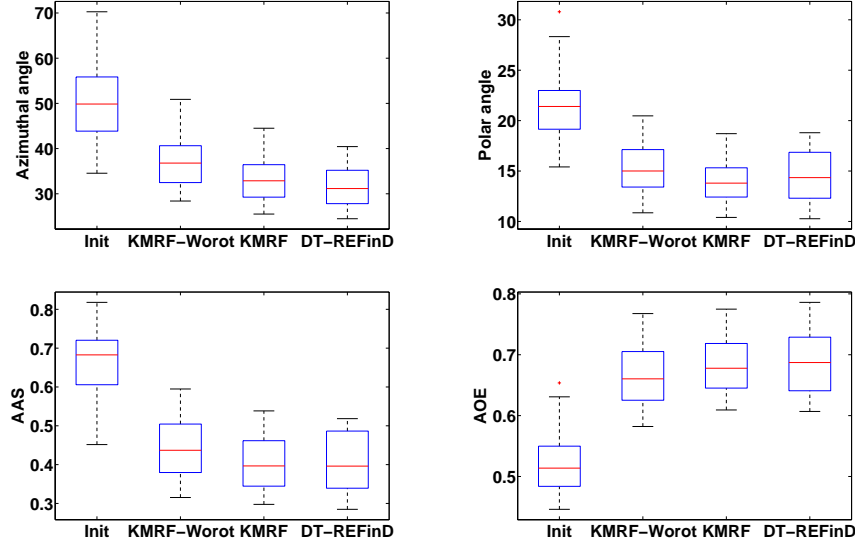 Azimuthal angle
70
60
50
40
30
Init KMRF−Worot KMRF DT−REFinD
Polar angle
30
25
20
15
10
Init KMRF−Worot KMRF DT−REFinD
AAS
0.8
0.7
0.6
0.5
0.4
0.3
Init KMRF−Worot KMRF DT−REFinD
AOE
0.8
0.7
0.6
0.5
Init KMRF−Worot KMRF DT−REFinD